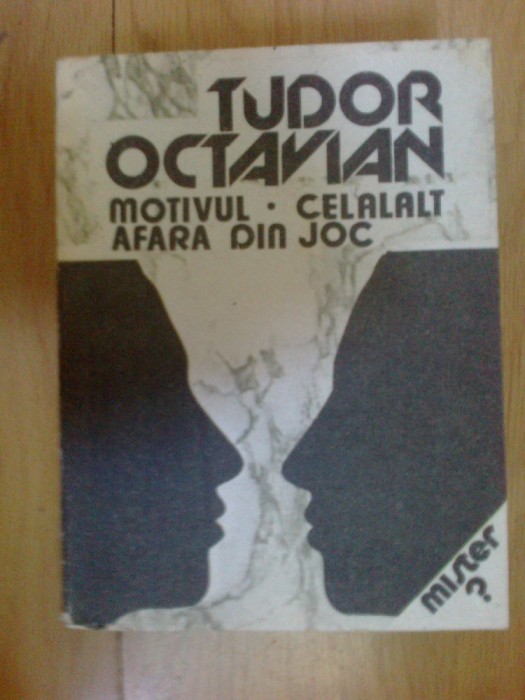 TUDOR
OCTAVIAN
MOTIVUL · CELALALT
AFARA DIN JOC
mister
?